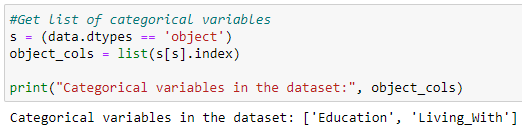 #Get list of categorical variables
s = (data.dtypes == 'object')
object_cols = list(s[s].index)
print("Categorical variables in the dataset:", object_cols)
Categorical variables in the dataset: ['Education', 'Living_With']